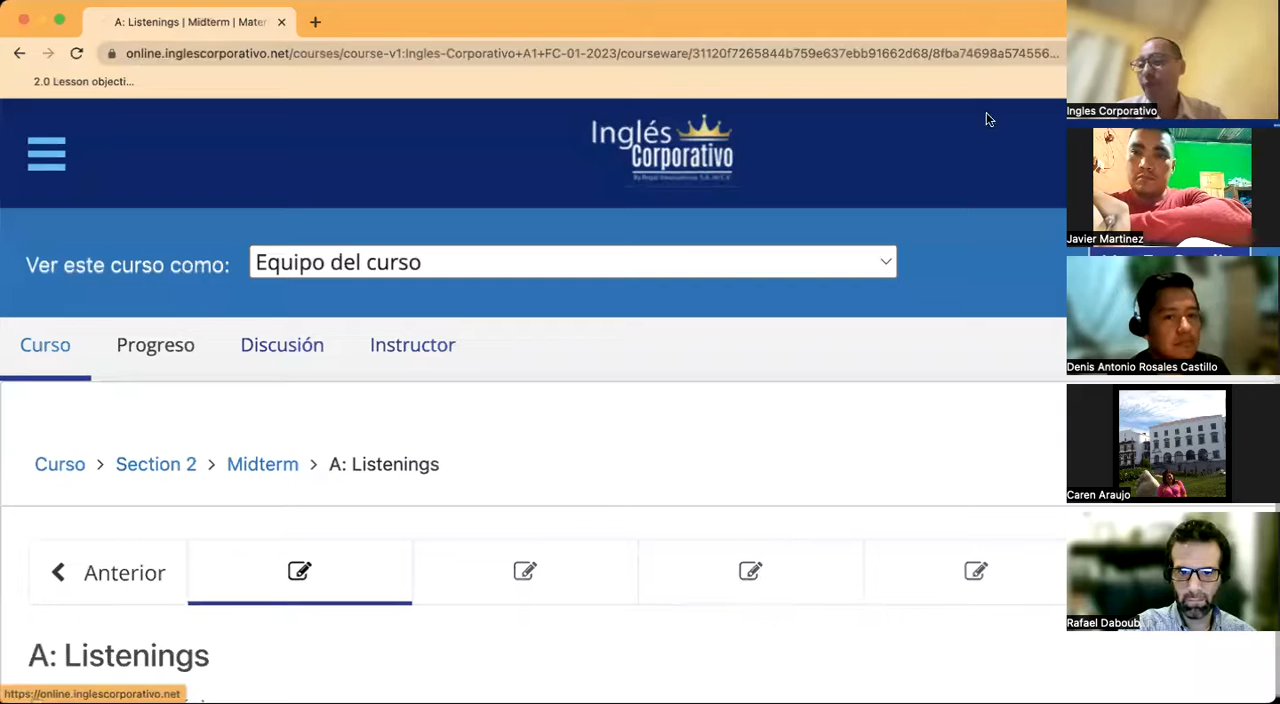 A: Listenings | Midterm | Mater
online.inglescorporativo.net/courses/course-v1:Ingles-Corporativo+A1+FC-01-2023/courseware/31120f7265844b759e637ebb91662d68/8fba74698a574556...
2.0 Lesson objecti...
Inglés
Corporativo
Ver este curso como:
Equipo del curso
Curso
Progreso
Discusión
Instructor
Curso > Section 2 > Midterm > A: Listenings
Anterior
A: Listenings
https://online.inglescorporativo.net
Ingles Corporativo
Javier Martinez
Denis Antonio Rosales Castillo
Caren Araujo
Rafael Daboub